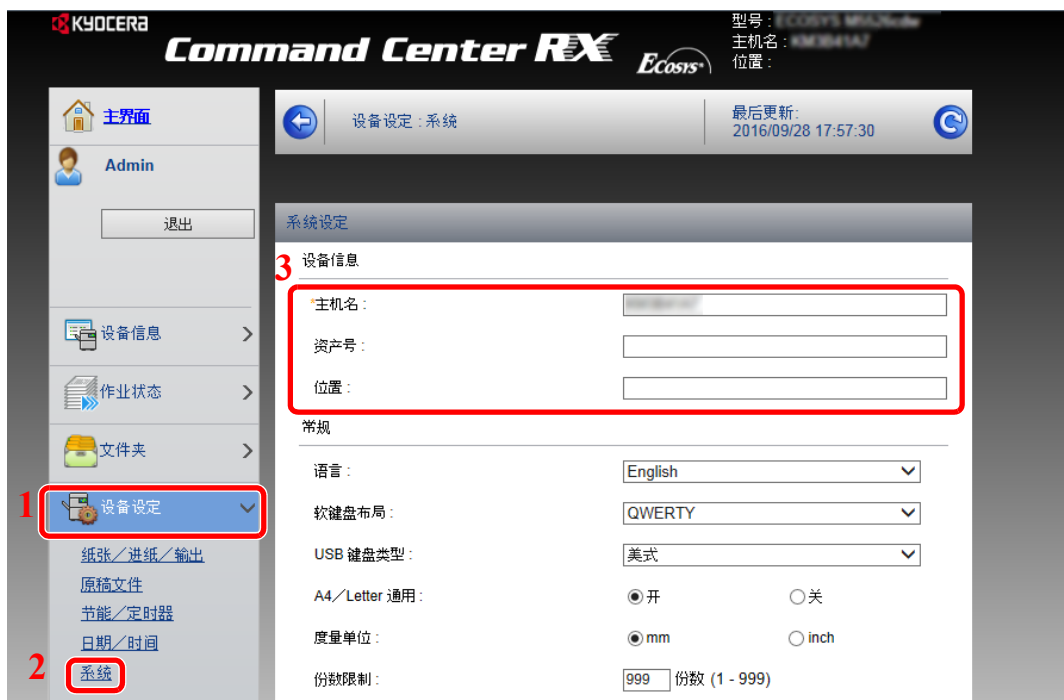 KYOCERA
Command Center RX
Ecosys
型号 :
主机名 :
位置 :
主界面
Admin
退出
设备信息
作业状态
文件夹
1
设备设定
纸张／进纸／输出
原稿文件
节能／定时器
日期／时间
2
系统
设备设定 : 系统
最后更新:
2016/09/28 17:57:30
系统设定
3
设备信息
*主机名 :
资产号 :
位置 :
常规
语言 : English
软键盘布局 : QWERTY
USB 键盘类型 : 美式
A4／Letter 通用 : 开 关
度量单位 : mm inch
份数限制 : 999 份数 (1 - 999)